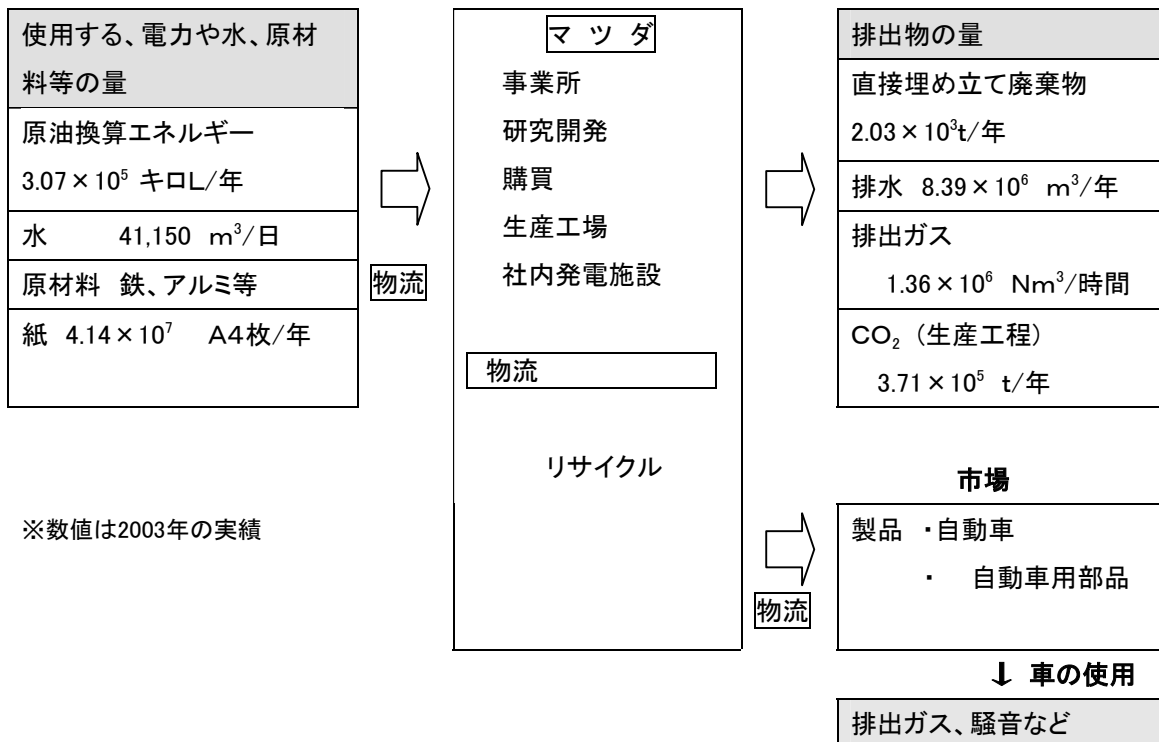 使用する、電力や水、原材
料等の量
原油換算エネルギー
3.07×10⁵ キロL/年
水 41,150 ㎥/日
原材料 鉄、アルミ等
紙 4.14×10⁷ A4枚/年
物流
マ ツ ダ
事業所
研究開発
購買
生産工場
社内発電施設
物流
リサイクル
排出物の量
直接埋め立て廃棄物
2.03×10³t/年
排水 8.39×10⁶ m³/年
排出ガス
1.36×10⁶ Nm³/時間
CO₂（生産工程）
3.71×10⁵ t/年
市場
製品 ・自動車
・ 自動車用部品
物流
↓ 車の使用
排出ガス、騒音など
※数値は2003年の実績